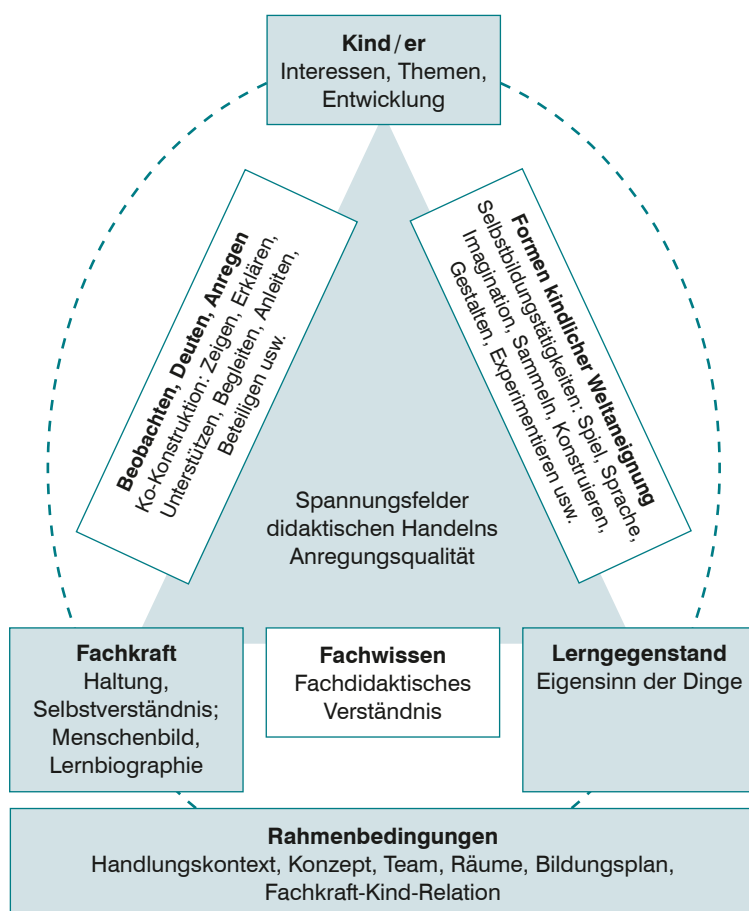 Kind/er
Interessen, Themen,
Entwicklung
Beobachten, Deuten, Anregen
Ko-Konstruktion: Zeigen, Erklären,
Unterstützen, Begleiten, Anleiten,
Beteiligen usw.
Formen kindlicher Weltaneignung
Selbstbildungstätigkeiten: Spiel, Sprache,
Imagination, Sammeln, Konstruieren,
Gestalten, Experimentieren usw.
Spannungsfelder
didaktischen Handelns
Anregungsqualität
Fachkraft
Haltung,
Selbstverständnis;
Menschenbild,
Lernbiographie
Fachwissen
Fachdidaktisches
Verständnis
Lerngegenstand
Eigensinn der Dinge
Rahmenbedingungen
Handlungskontext, Konzept, Team, Räume, Bildungsplan,
Fachkraft-Kind-Relation